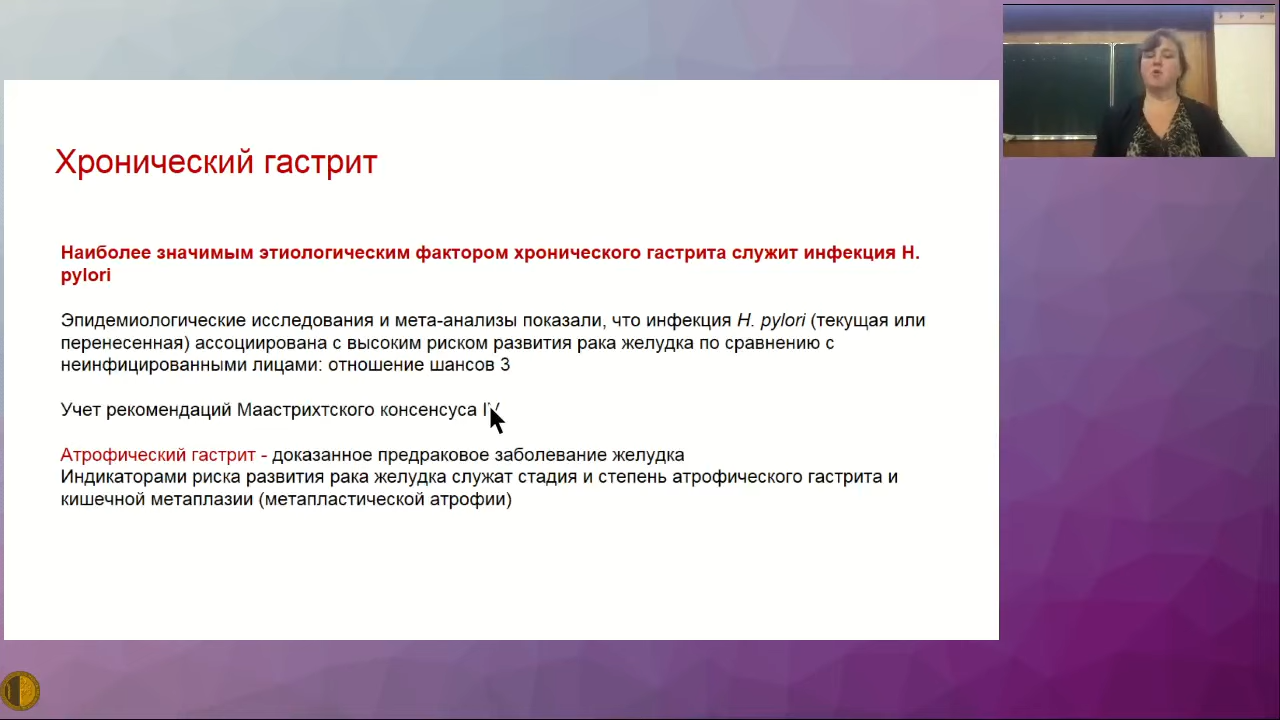 Хронический гастрит
Наиболее значимым этиологическим фактором хронического гастрита служит инфекция H.
pylori
Эпидемиологические исследования и мета-анализы показали, что инфекция H. pylori (текущая или
перенесенная) ассоциирована с высоким риском развития рака желудка по сравнению с
неинфицированными лицами: отношение шансов 3
Учет рекомендаций Маастрихтского консенсуса IV
Атрофический гастрит - доказанное предраковое заболевание желудка
Индикаторами риска развития рака желудка служат стадия и степень атрофического гастрита и
кишечной метаплазии (метапластической атрофии)